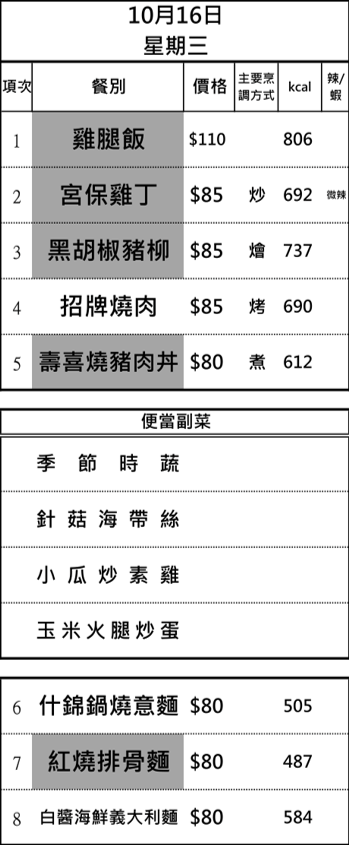 10月16日
星期三
項次 餐別 價格 主要烹調方式 kcal 辣/蝦
1 雞腿飯 $110 806
2 宮保雞丁 $85 炒 692 微辣
3 黑胡椒豬柳 $85 燴 737
4 招牌燒肉 $85 烤 690
5 壽喜燒豬肉丼 $80 煮 612
便當副菜
季節時蔬
針菇海帶絲
小瓜炒素雞
玉米火腿炒蛋
6 什錦鍋燒意麵 $80 505
7 紅燒排骨麵 $80 487
8 白醬海鮮義大利麵 $80 584